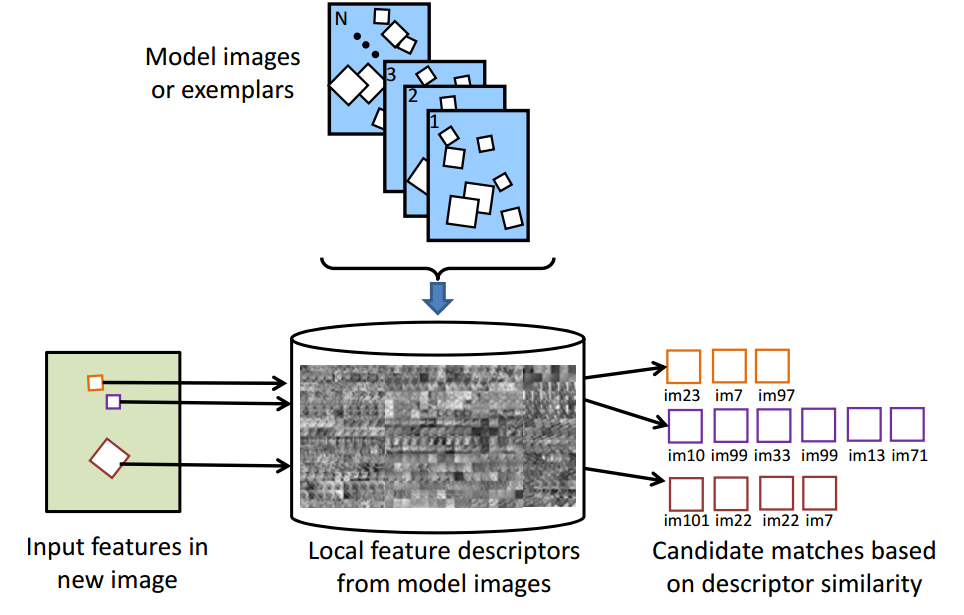 Model images
or exemplars
N
3
2
1
im23 im7 im97
im10 im99 im33 im99 im13 im71
im101 im22 im22 im7
Input features in
new image
Local feature descriptors
from model images
Candidate matches based
on descriptor similarity